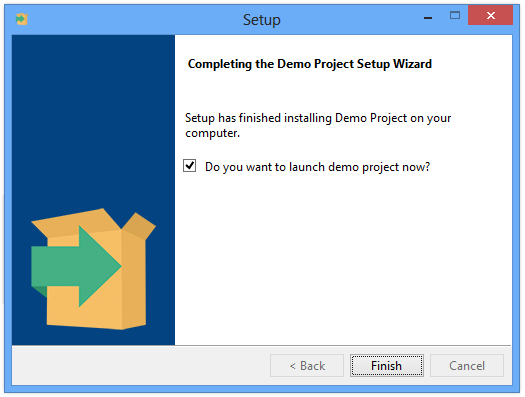 Setup
Completing the Demo Project Setup Wizard
Setup has finished installing Demo Project on your
computer.
Do you want to launch demo project now?
< Back Finish Cancel